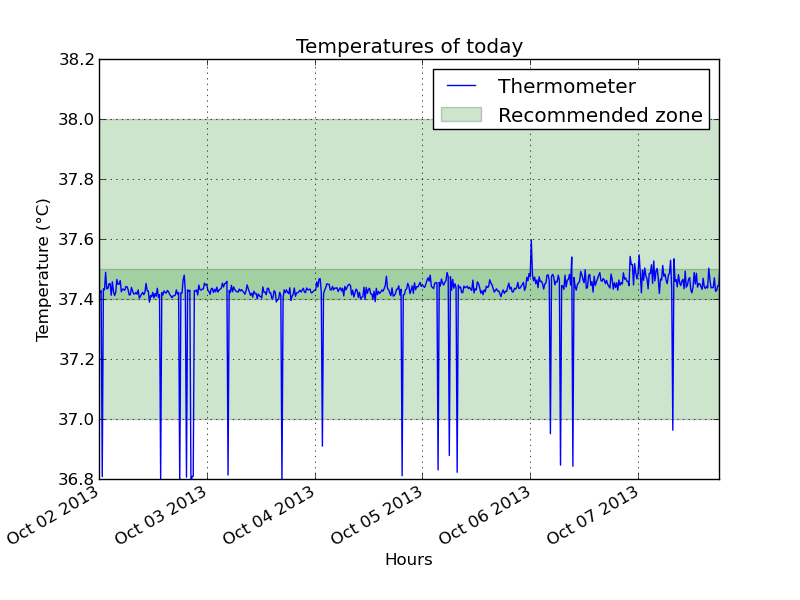 Temperatures of today
Thermometer
Recommended zone
38.2
38.0
37.8
37.6
37.4
37.2
37.0
36.8
Temperature (°C)
Oct 02 2013
Oct 03 2013
Oct 04 2013
Oct 05 2013
Oct 06 2013
Oct 07 2013
Hours